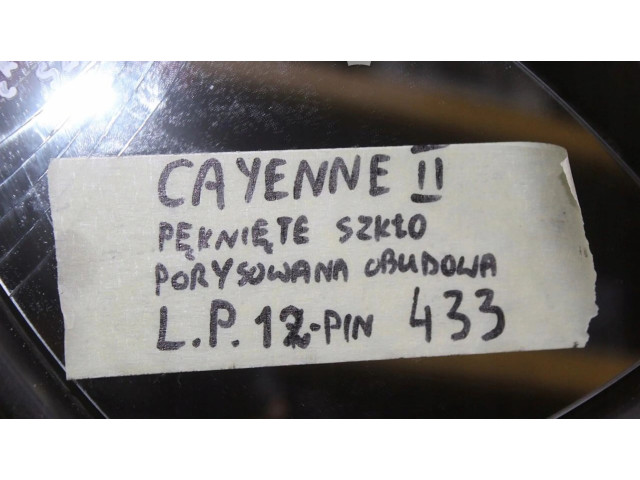 CAYENNE II
PĘKNIĘTE SZKŁO
PORYSOWANA OBUDOWA
L.P. 12-PIN 433